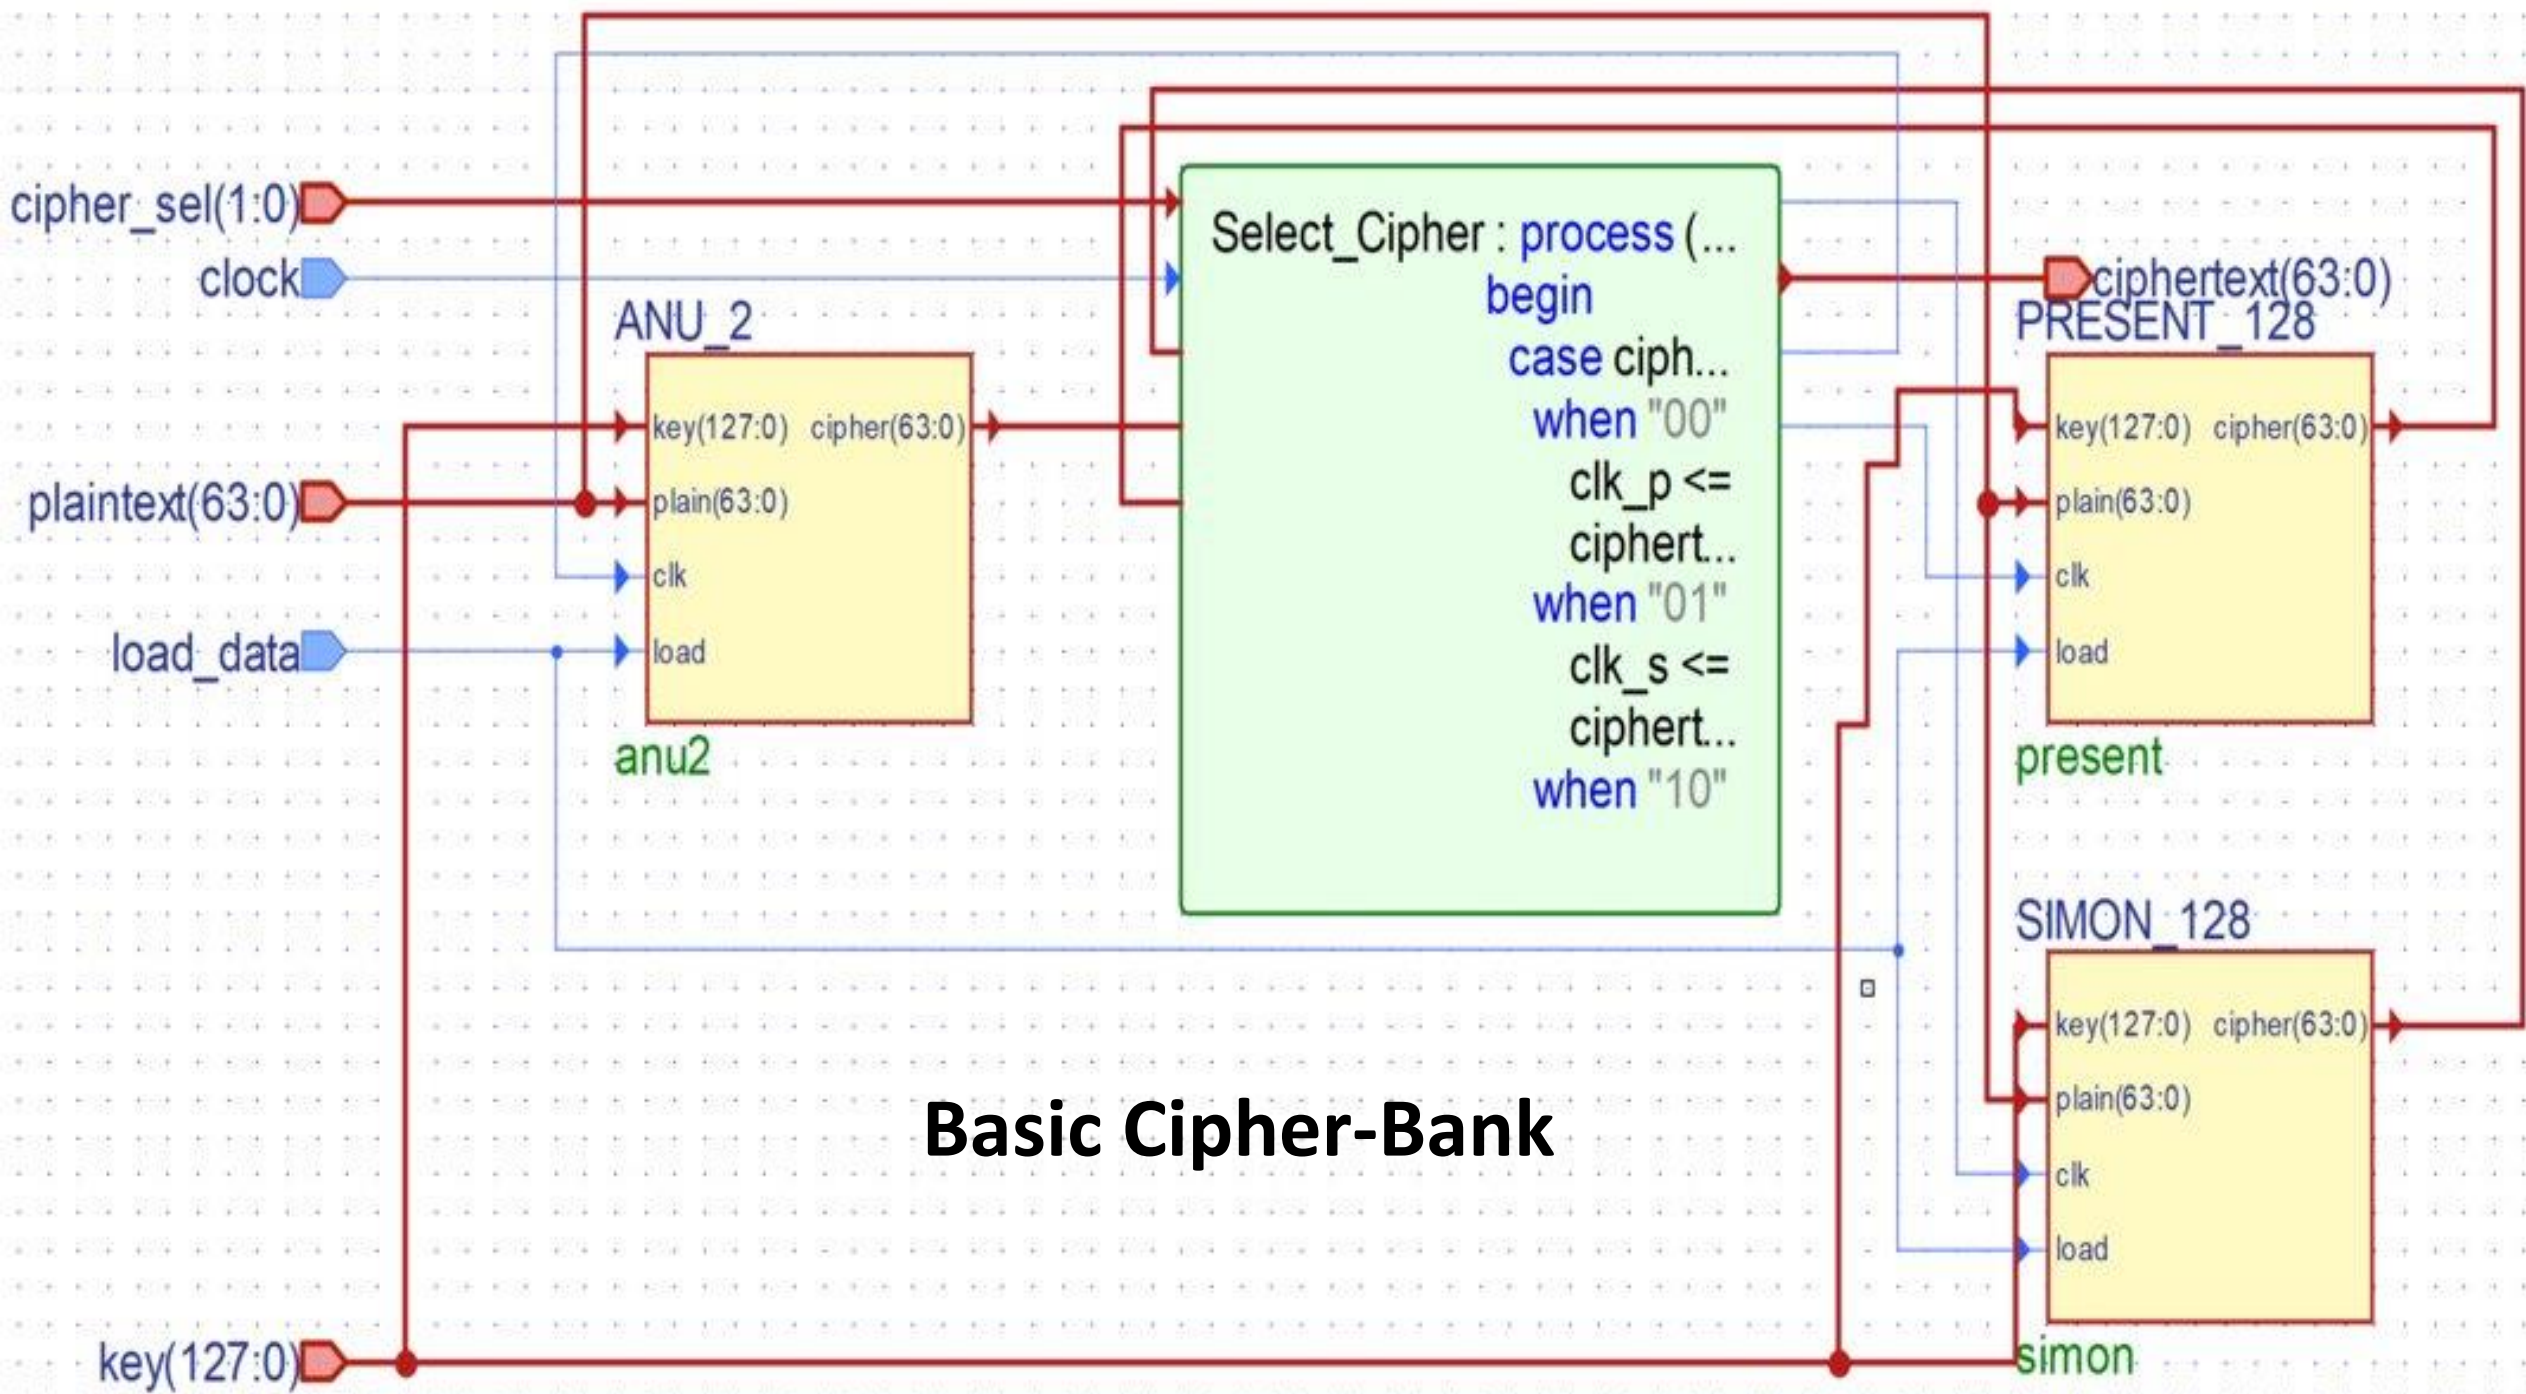 cipher_sel(1:0)
clock
plaintext(63:0)
load_data
key(127:0)
ANU_2
key(127:0) cipher(63:0)
plain(63:0)
clk
load
anu2
Select_Cipher : process (...
begin
case ciph...
when "00"
clk_p <=
ciphert...
when "01"
clk_s <=
ciphert...
when "10"
ciphertext(63:0)
PRESENT_128
key(127:0) cipher(63:0)
plain(63:0)
clk
load
present
SIMON_128
key(127:0) cipher(63:0)
plain(63:0)
clk
load
simon
Basic Cipher-Bank